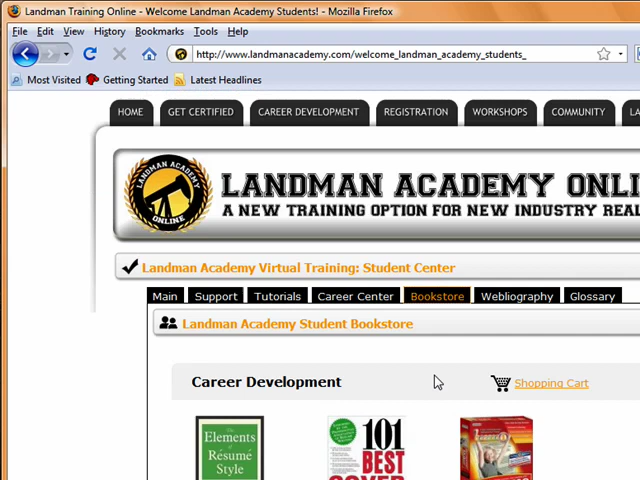 Landman Training Online - Welcome Landman Academy Students! - Mozilla Firefox
File Edit View History Bookmarks Tools Help
http://www.landmanacademy.com/welcome_landman_academy_students_
Most Visited Getting Started Latest Headlines
HOME GET CERTIFIED CAREER DEVELOPMENT REGISTRATION WORKSHOPS COMMUNITY
LANDMAN ACADEMY
ONLINE
LANDMAN ACADEMY ONLI
A NEW TRAINING OPTION FOR NEW INDUSTRY REAL
Landman Academy Virtual Training: Student Center
Main Support Tutorials Career Center Bookstore Webliography Glossary
Landman Academy Student Bookstore
Career Development Shopping Cart
The
Elements
of
Résumé
Style
101
BEST
COVER